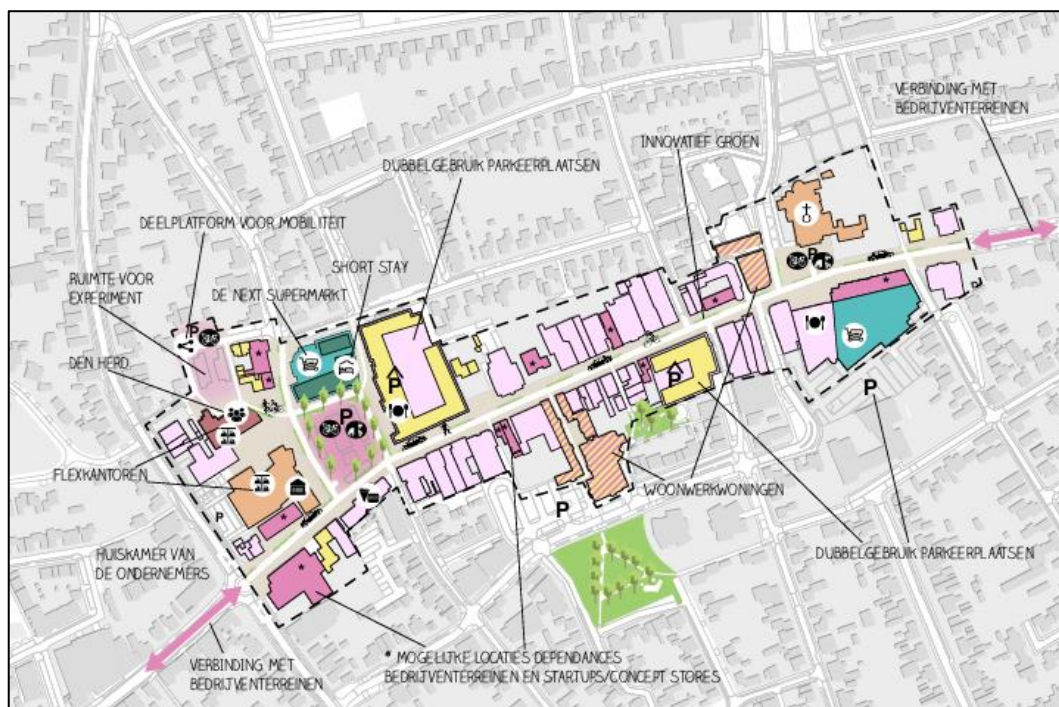 VERBINDING MET
BEDRIJVENTERREINEN
INNOVATIEF GROEN
DUBBELGEBRUIK PARKEERPLAATSEN
DEELPLATFORM VOOR MOBILITEIT
SHORT STAY
RUIMTE VOOR
EXPERIMENT
DE NEXT SUPERMARKT
P
P
DEN HERD
P
P
P
P
FLEXKANTOREN
P
WOONWERKWONINGEN
P
DUBBELGEBRUIK PARKEERPLAATSEN
HUISKAMER VAN
DE ONDERNEMERS
* MOGELIJKE LOCATIES DEPENDANCES
BEDRIJVENTERREINEN EN STARTUPS/CONCEPT STORES
VERBINDING MET
BEDRIJVENTERREINEN